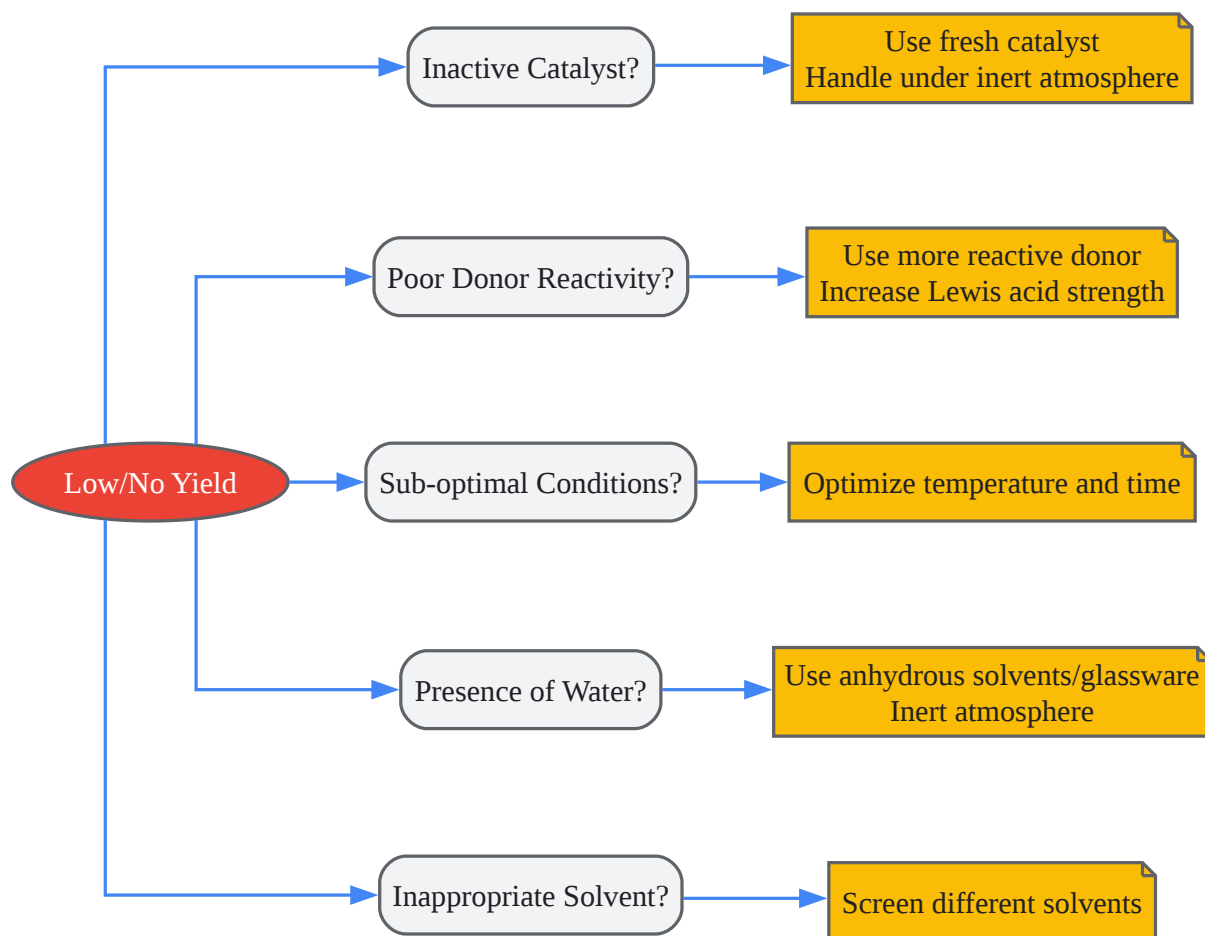 Inactive Catalyst?
Use fresh catalyst
Handle under inert atmosphere
Poor Donor Reactivity?
Use more reactive donor
Increase Lewis acid strength
Low/No Yield
Sub-optimal Conditions?
Optimize temperature and time
Presence of Water?
Use anhydrous solvents/glassware
Inert atmosphere
Inappropriate Solvent?
Screen different solvents